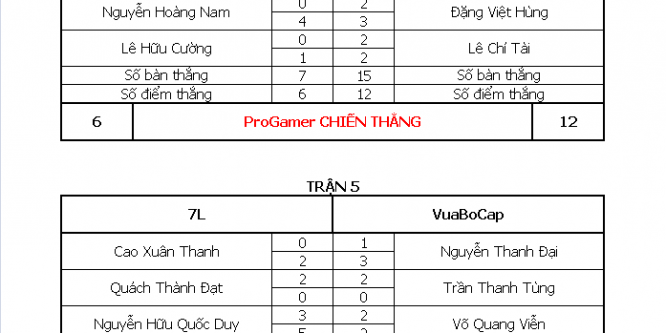 0 2
Nguyễn Hoàng Nam Đặng Việt Hùng
4 3
0 2
Lê Hữu Cường Lê Chí Tài
1 2
Số bàn thắng 7 15 Số bàn thắng
Số điểm thắng 6 12 Số điểm thắng
6 ProGamer CHIẾN THẮNG 12
TRẬN 5
7L VuaBoCap
0 1
Cao Xuân Thanh Nguyễn Thanh Đại
2 3
2 2
Quách Thành Đạt Trần Thanh Tùng
0 0
3 2
Nguyễn Hữu Quốc Duy Võ Quang Viễn